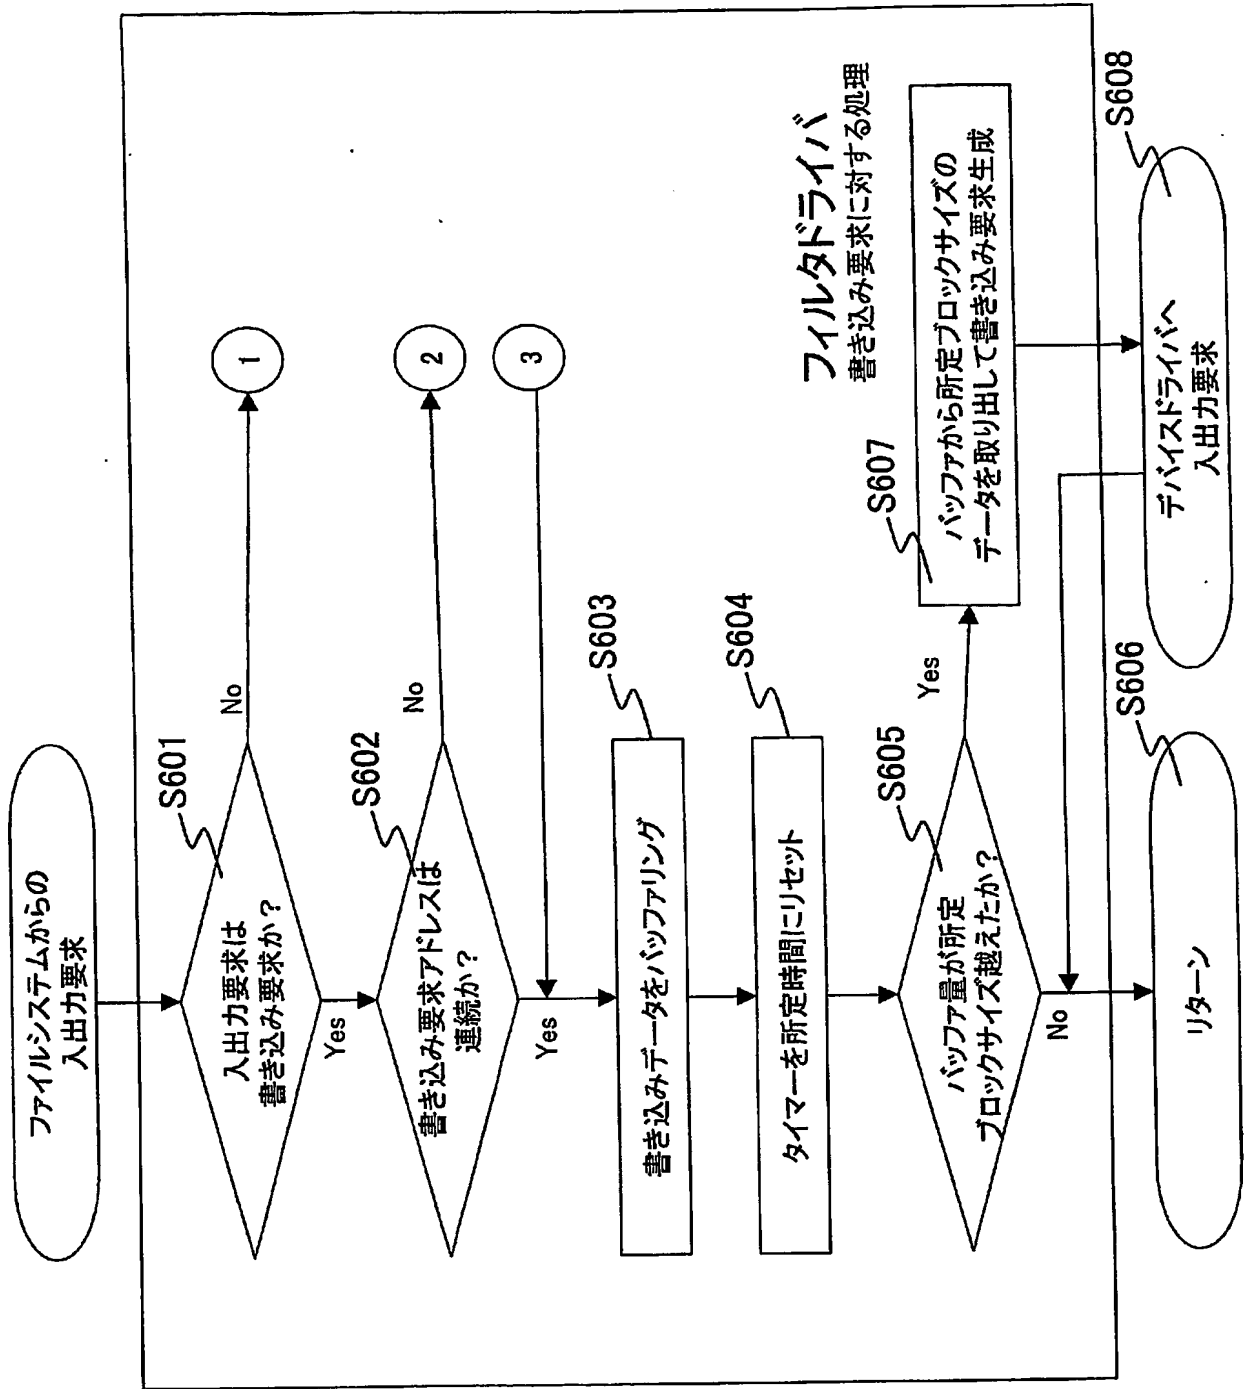 ファイルシステムからの
入出力要求
S601
入出力要求は
書き込み要求か？
No
1
Yes
S602
書き込み要求アドレスは
連続か？
No
2
3
Yes
S603
書き込みデータをバッファリング
S604
タイマーを所定時間にリセット
フィルタドライバ
書き込み要求に対する処理
S605
バッファ量が所定
ブロックサイズ越えたか？
Yes
S607
バッファから所定ブロックサイズの
データを取り出して書き込み要求生成
No
S606
リターン
S608
デバイスドライバへ
入出力要求